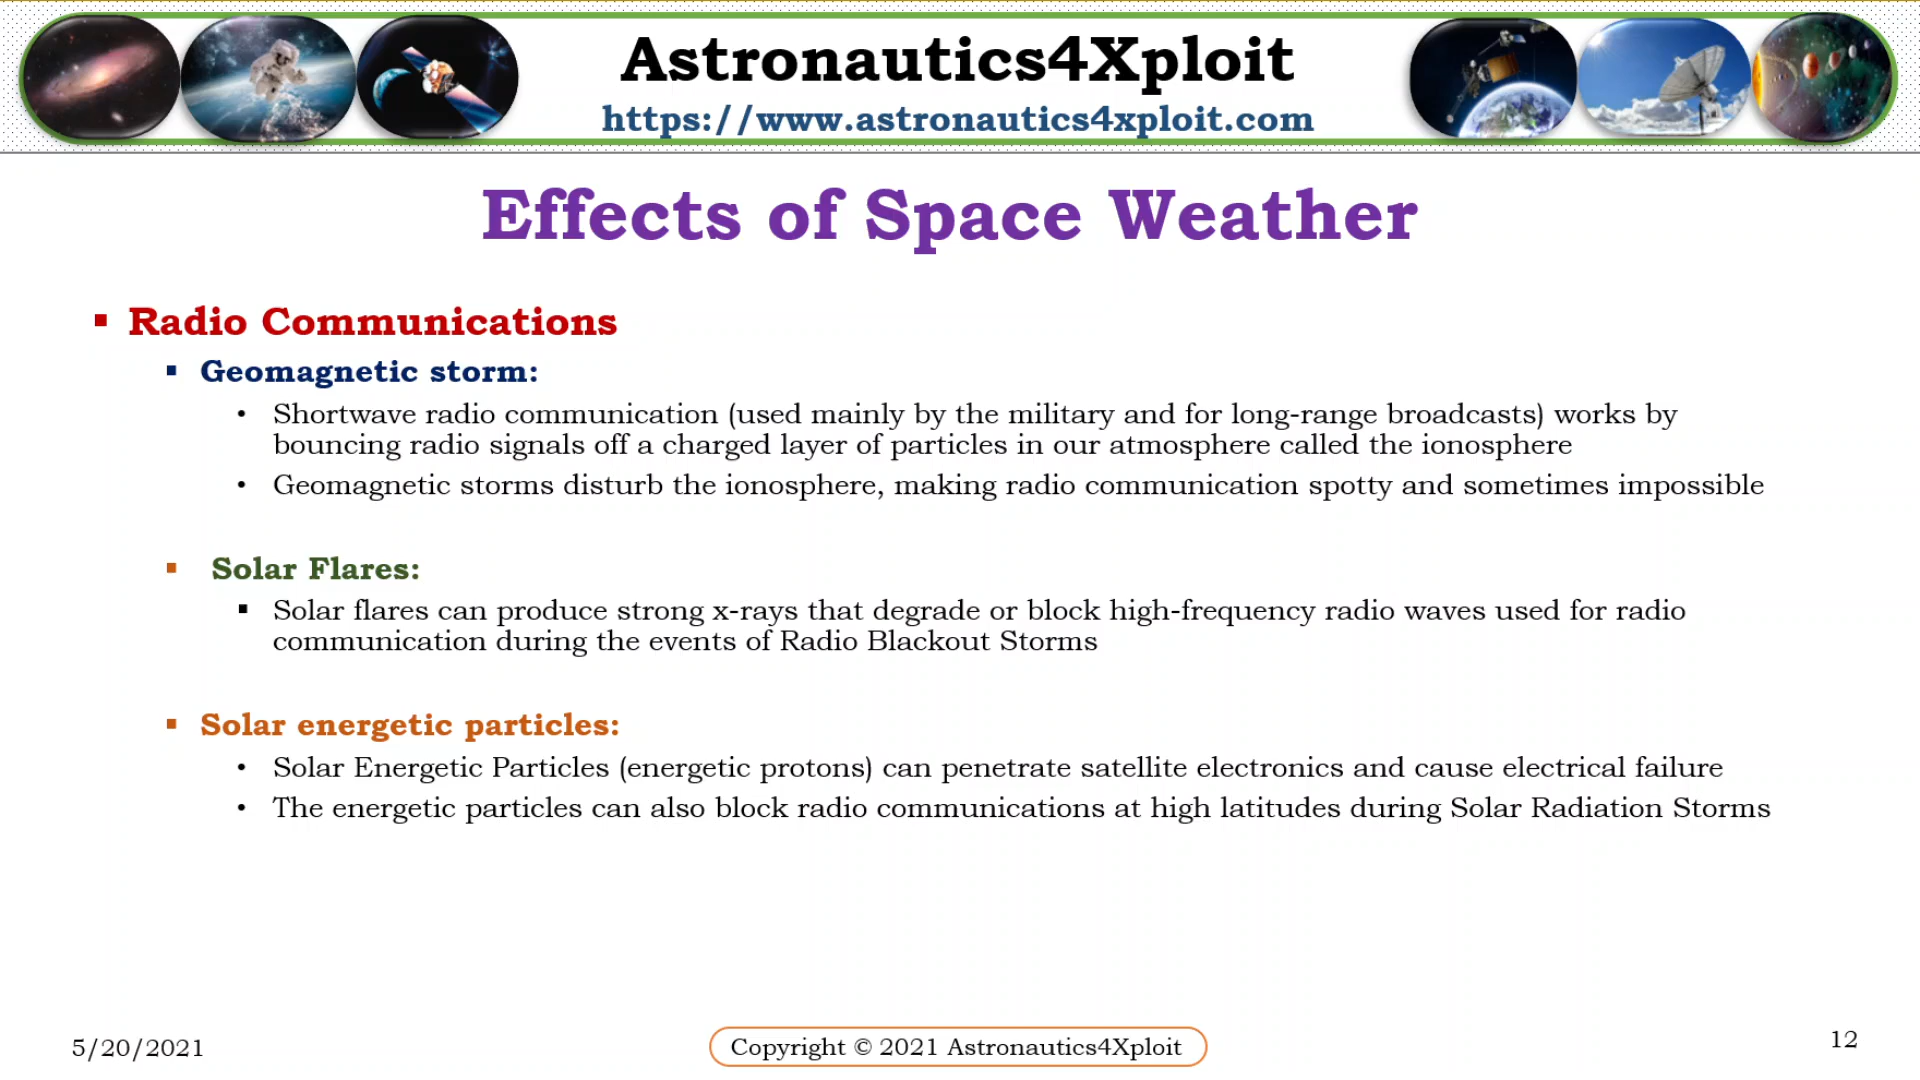 Astronautics4Xploit
https://www.astronautics4xploit.com
Effects of Space Weather
▪ Radio Communications
▪ Geomagnetic storm:
• Shortwave radio communication (used mainly by the military and for long-range broadcasts) works by
bouncing radio signals off a charged layer of particles in our atmosphere called the ionosphere
• Geomagnetic storms disturb the ionosphere, making radio communication spotty and sometimes impossible
▪ Solar Flares:
▪ Solar flares can produce strong x-rays that degrade or block high-frequency radio waves used for radio
communication during the events of Radio Blackout Storms
▪ Solar energetic particles:
• Solar Energetic Particles (energetic protons) can penetrate satellite electronics and cause electrical failure
• The energetic particles can also block radio communications at high latitudes during Solar Radiation Storms
5/20/2021
Copyright © 2021 Astronautics4Xploit
12